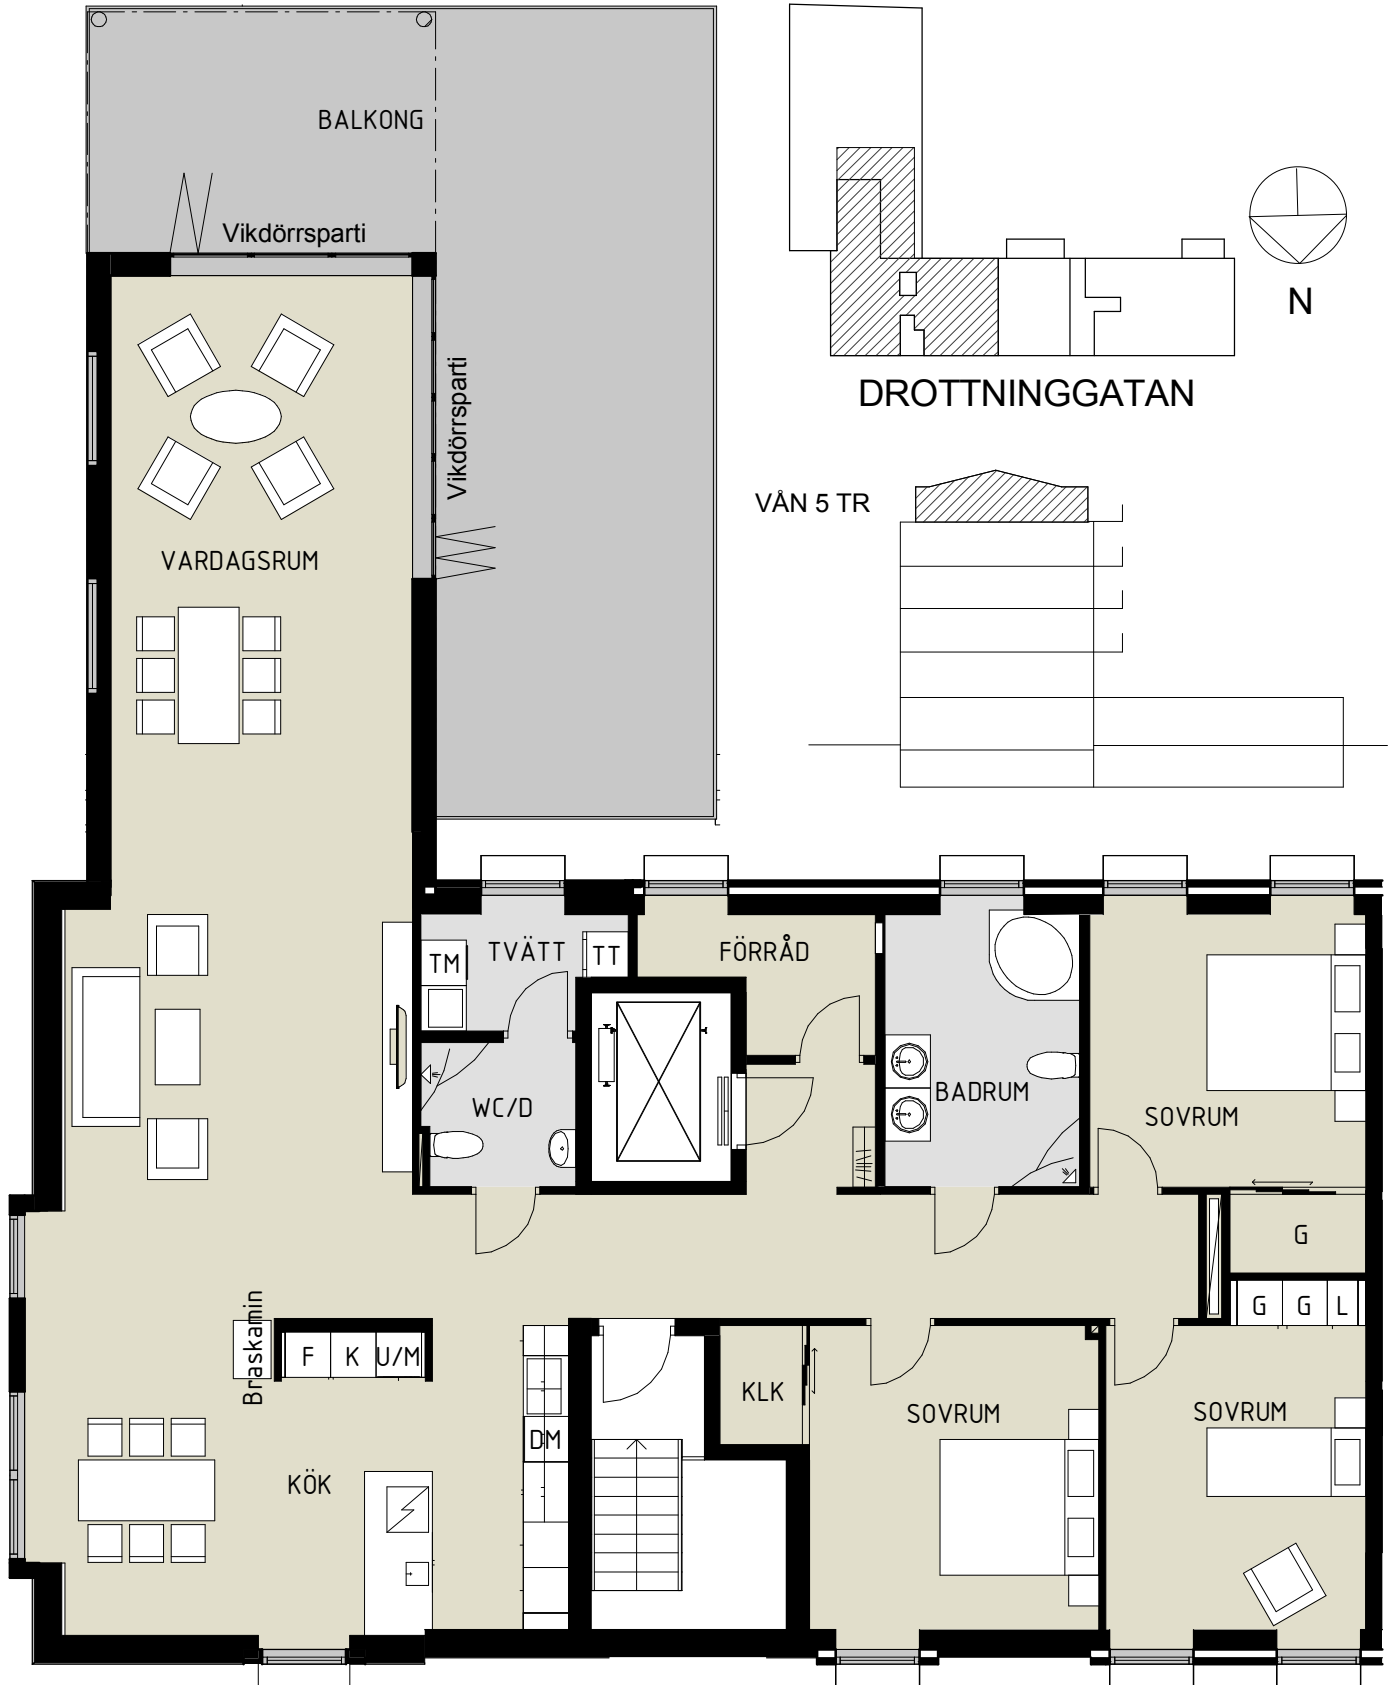 BALKONG
Vikdörrsparti
N
DROTTNINGGATAN
Vikdörrsparti
VÅN 5 TR
VARDAGSRUM
TVÄTT
TT
TM
FÖRRÅD
WC/D
BADRUM
SOVRUM
G
G
G
L
Braskamin
F
K
U/M
KLK
SOVRUM
SOVRUM
DM
KÖK